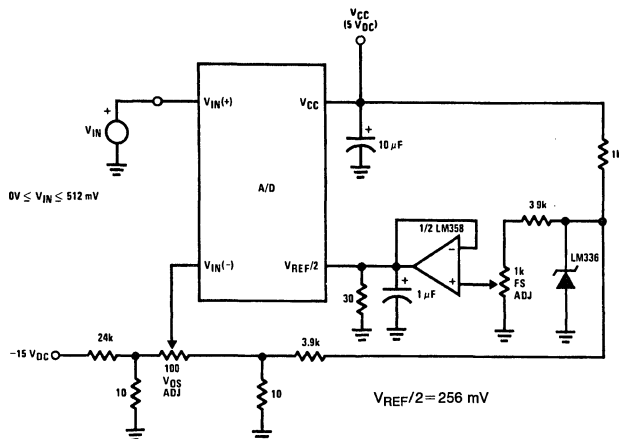 VCC
(5 VDC)
VIN(+)
VCC
+
VIN
+
10 μF
1k
0V ≤ VIN ≤ 512 mV
A/D
1/2 LM358
3.9k
−
+
VIN(−)
VREF/2
+
1 μF
30
1k
FS
ADJ
LM336
−15 VDC
24k
3.9k
10
100
VOS
ADJ
10
VREF/2=256 mV